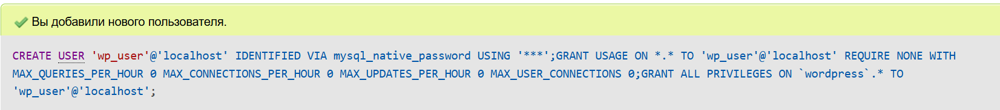 Вы добавили нового пользователя.
CREATE USER 'wp_user'@'localhost' IDENTIFIED VIA mysql_native_password USING '***';GRANT USAGE ON *.* TO 'wp_user'@'localhost' REQUIRE NONE WITH
MAX_QUERIES_PER_HOUR 0 MAX_CONNECTIONS_PER_HOUR 0 MAX_UPDATES_PER_HOUR 0 MAX_USER_CONNECTIONS 0;GRANT ALL PRIVILEGES ON `wordpress`.* TO
'wp_user'@'localhost';